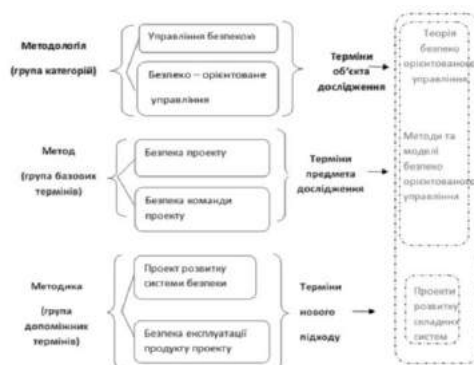 Методологія
(група категорій)
Управління безпекою
Безпеко – орієнтоване
управління
Терміни
об'єкта
дослідження
Теорія
безпеко
орієнтованого
управління
Метод
(група базових
термінів)
Безпека проекту
Безпека команди
проекту
Терміни
предмета
дослідження
Методи та
моделі
безпеко
орієнтованого
управління
Методика
(група
допоміжних
термінів)
Проект розвитку
системи безпеки
Безпека експлуатації
продукту проекту
Терміни
нового
підходу
Проекти
розвитку
складних
систем